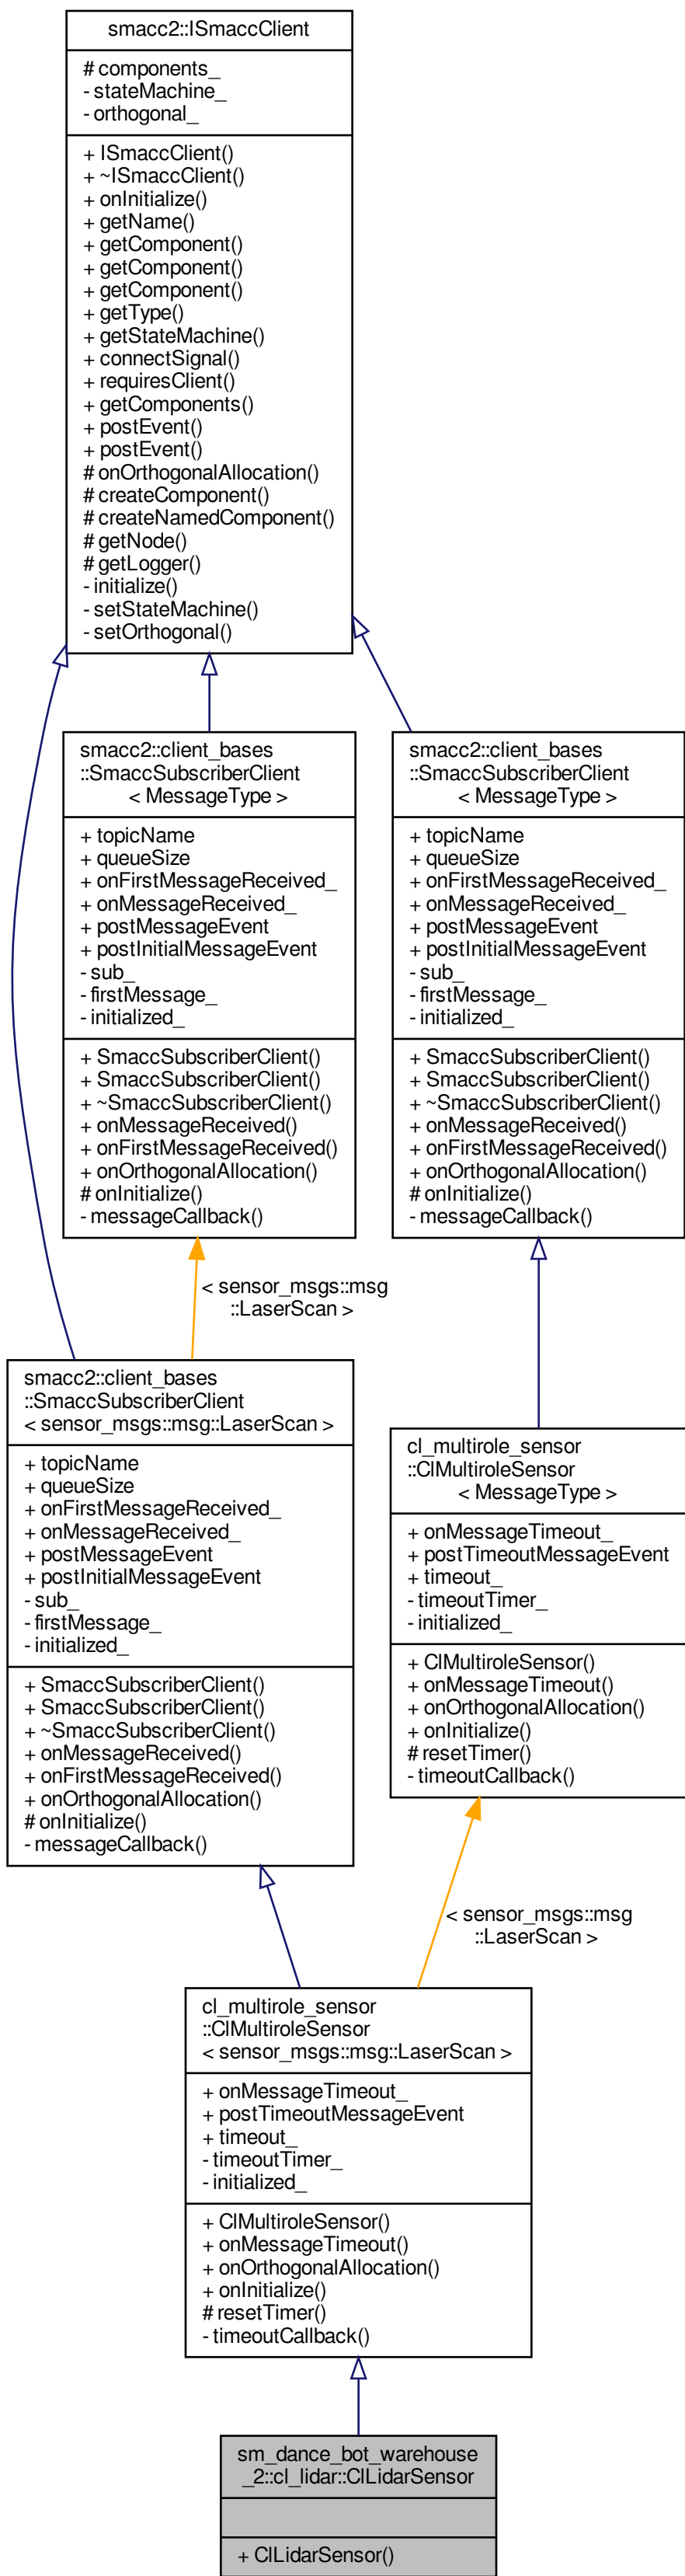 smacc2::ISmaccClient
# components_
- stateMachine_
- orthogonal_
+ ISmaccClient()
+ ~ISmaccClient()
+ onInitialize()
+ getName()
+ getComponent()
+ getComponent()
+ getComponent()
+ getType()
+ getStateMachine()
+ connectSignal()
+ requiresClient()
+ getComponents()
+ postEvent()
+ postEvent()
# onOrthogonalAllocation()
# createComponent()
# createNamedComponent()
# getNode()
# getLogger()
- initialize()
- setStateMachine()
- setOrthogonal()
smacc2::client_bases
::SmaccSubscriberClient
< MessageType >
+ topicName
+ queueSize
+ onFirstMessageReceived_
+ onMessageReceived_
+ postMessageEvent
+ postInitialMessageEvent
- sub_
- firstMessage_
- initialized_
+ SmaccSubscriberClient()
+ SmaccSubscriberClient()
+ ~SmaccSubscriberClient()
+ onMessageReceived()
+ onFirstMessageReceived()
+ onOrthogonalAllocation()
# onInitialize()
- messageCallback()
smacc2::client_bases
::SmaccSubscriberClient
< MessageType >
+ topicName
+ queueSize
+ onFirstMessageReceived_
+ onMessageReceived_
+ postMessageEvent
+ postInitialMessageEvent
- sub_
- firstMessage_
- initialized_
+ SmaccSubscriberClient()
+ SmaccSubscriberClient()
+ ~SmaccSubscriberClient()
+ onMessageReceived()
+ onFirstMessageReceived()
+ onOrthogonalAllocation()
# onInitialize()
- messageCallback()
< sensor_msgs::msg
::LaserScan >
smacc2::client_bases
::SmaccSubscriberClient
< sensor_msgs::msg::LaserScan >
+ topicName
+ queueSize
+ onFirstMessageReceived_
+ onMessageReceived_
+ postMessageEvent
+ postInitialMessageEvent
- sub_
- firstMessage_
- initialized_
+ SmaccSubscriberClient()
+ SmaccSubscriberClient()
+ ~SmaccSubscriberClient()
+ onMessageReceived()
+ onFirstMessageReceived()
+ onOrthogonalAllocation()
# onInitialize()
- messageCallback()
cl_multirole_sensor
::ClMultiroleSensor
< MessageType >
+ onMessageTimeout_
+ postTimeoutMessageEvent
+ timeout_
- timeoutTimer_
- initialized_
+ ClMultiroleSensor()
+ onMessageTimeout()
+ onOrthogonalAllocation()
+ onInitialize()
# resetTimer()
- timeoutCallback()
< sensor_msgs::msg
::LaserScan >
cl_multirole_sensor
::ClMultiroleSensor
< sensor_msgs::msg::LaserScan >
+ onMessageTimeout_
+ postTimeoutMessageEvent
+ timeout_
- timeoutTimer_
- initialized_
+ ClMultiroleSensor()
+ onMessageTimeout()
+ onOrthogonalAllocation()
+ onInitialize()
# resetTimer()
- timeoutCallback()
sm_dance_bot_warehouse
_2::cl_lidar::ClLidarSensor
+ ClLidarSensor()